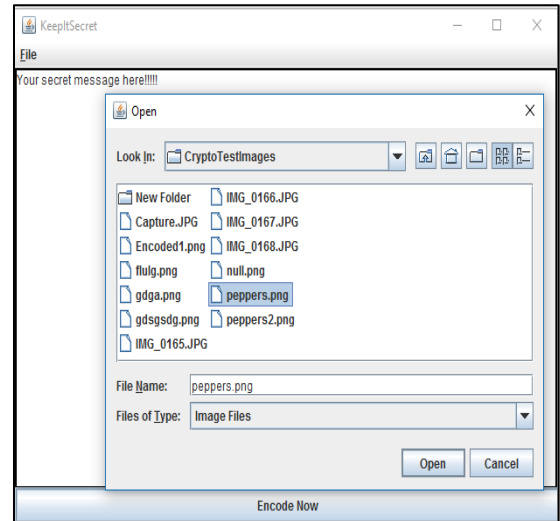 KeepItSecret
File
Your secret message here!!!!!
Open
Look In: CryptoTestImages
New Folder IMG_0166.JPG
Capture.JPG IMG_0167.JPG
Encoded1.png IMG_0168.JPG
flulg.png null.png
gdga.png peppers.png
gdsgsdg.png peppers2.png
IMG_0165.JPG
File Name: peppers.png
Files of Type: Image Files
Open Cancel
Encode Now